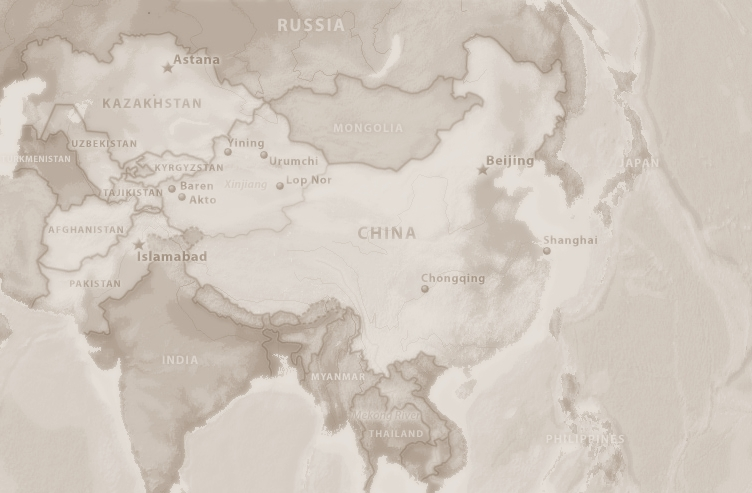 RUSSIA
Astana
KAZAKHSTAN
MONGOLIA
UZBEKISTAN
Yining
KMENISTAN
Urumchi
Beijing
JAPAN
KYRGYZSTAN
Lop Nor
Baren
Xinjiang
TAJIKISTAN
Akto
AFGHANISTAN
CHINA
Shanghai
Islamabad
Chongqing
PAKISTAN
INDIA
MYANMAR
Mekong River
THAILAND
PHILIPPINES